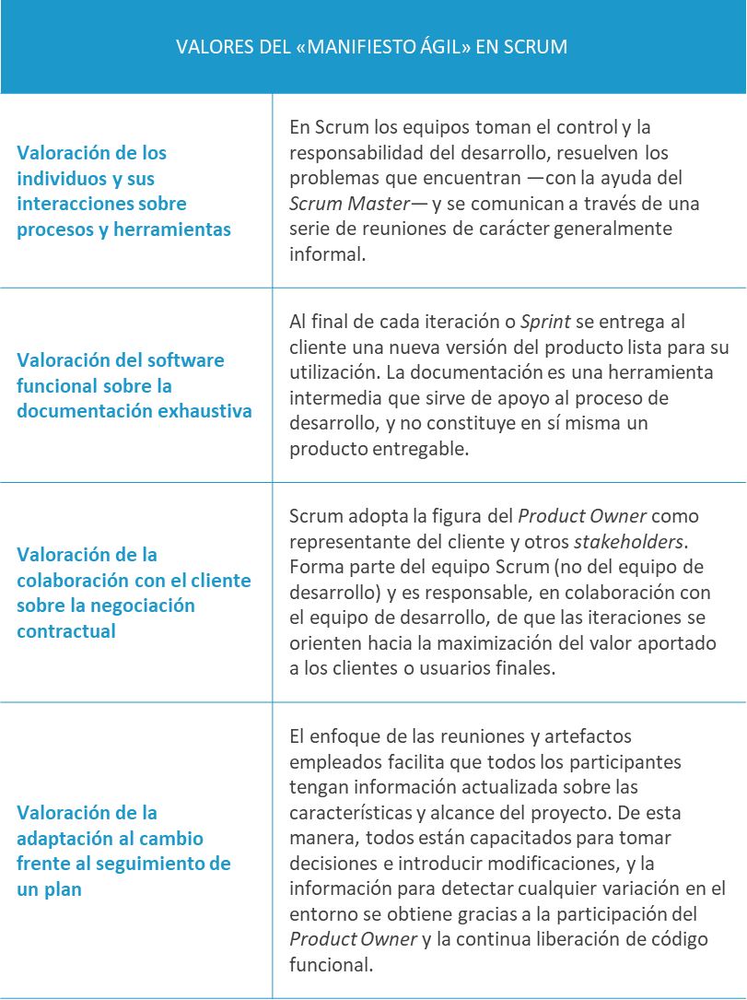 VALORES DEL «MANIFIESTO ÁGIL» EN SCRUM
Valoración de los
individuos y sus
interacciones sobre
procesos y herramientas
En Scrum los equipos toman el control y la
responsabilidad del desarrollo, resuelven los
problemas que encuentran —con la ayuda del
Scrum Master— y se comunican a través de una
serie de reuniones de carácter generalmente
informal.
Valoración del software
funcional sobre la
documentación exhaustiva
Al final de cada iteración o Sprint se entrega al
cliente una nueva versión del producto lista para su
utilización. La documentación es una herramienta
intermedia que sirve de apoyo al proceso de
desarrollo, y no constituye en sí misma un
producto entregable.
Valoración de la
colaboración con el cliente
sobre la negociación
contractual
Scrum adopta la figura del Product Owner como
representante del cliente y otros stakeholders.
Forma parte del equipo Scrum (no del equipo de
desarrollo) y es responsable, en colaboración con
el equipo de desarrollo, de que las iteraciones se
orienten hacia la maximización del valor aportado
a los clientes o usuarios finales.
Valoración de la
adaptación al cambio
frente al seguimiento de
un plan
El enfoque de las reuniones y artefactos
empleados facilita que todos los participantes
tengan información actualizada sobre las
características y alcance del proyecto. De esta
manera, todos están capacitados para tomar
decisiones e introducir modificaciones, y la
información para detectar cualquier variación en el
entorno se obtiene gracias a la participación del
Product Owner y la continua liberación de código
funcional.